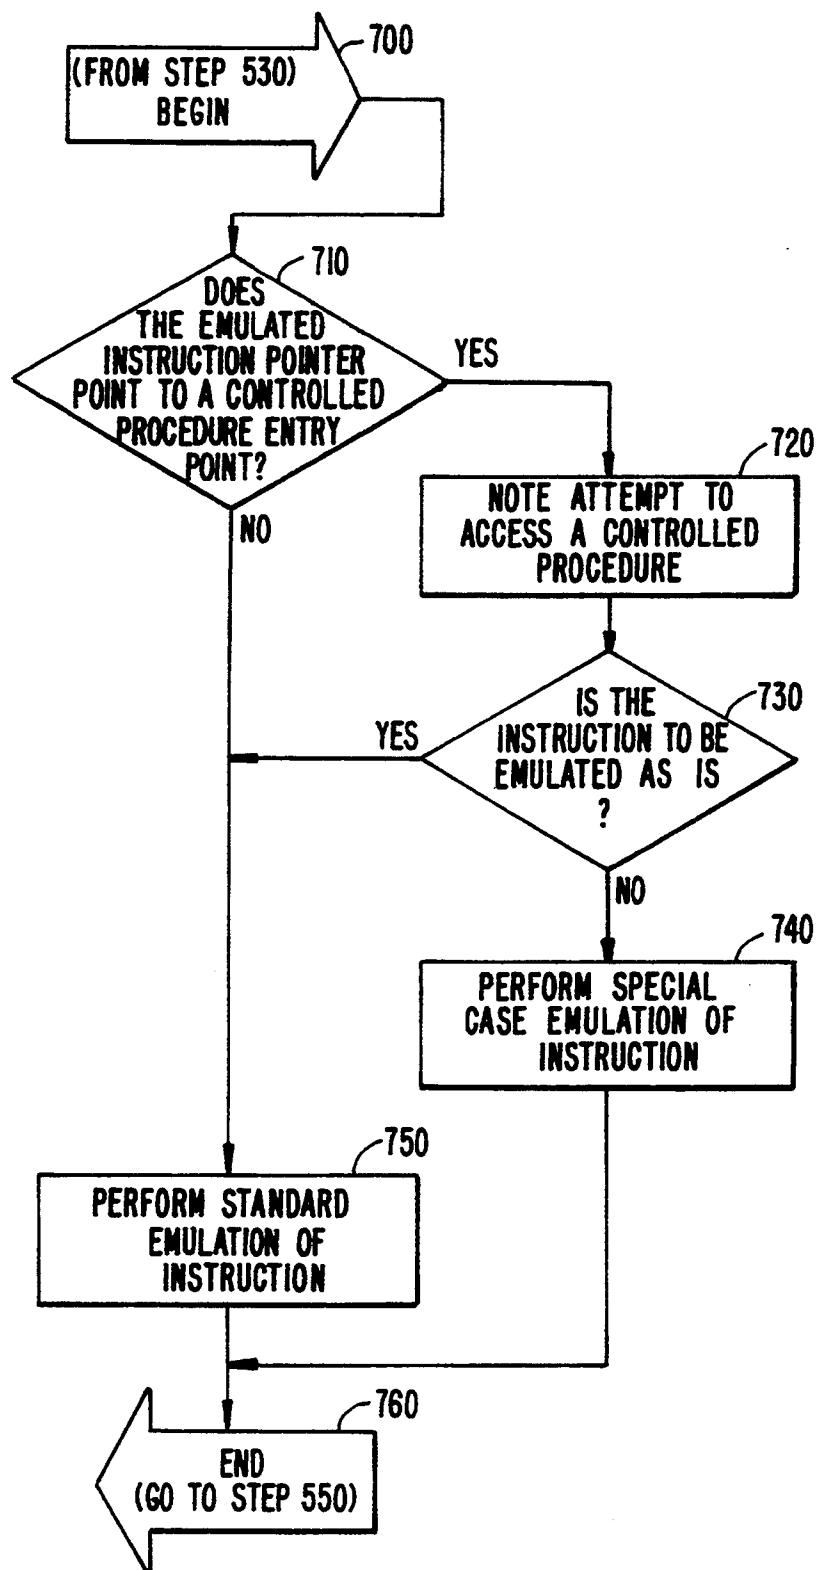 700
(FROM STEP 530)
BEGIN
710
DOES
THE EMULATED
INSTRUCTION POINTER
POINT TO A CONTROLLED
PROCEDURE ENTRY
POINT?
YES
NO
720
NOTE ATTEMPT TO
ACCESS A CONTROLLED
PROCEDURE
730
IS THE
INSTRUCTION TO BE
EMULATED AS IS
?
YES
NO
740
PERFORM SPECIAL
CASE EMULATION OF
INSTRUCTION
750
PERFORM STANDARD
EMULATION OF
INSTRUCTION
760
END
(GO TO STEP 550)